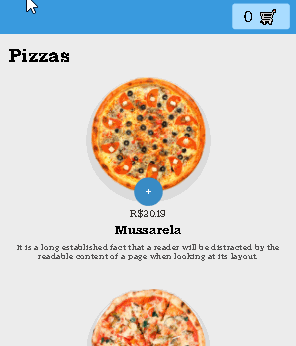 0
Pizzas
+
R$20.19
Mussarela
It is a long established fact that a reader will be distracted by the
readable content of a page when looking at its layout.